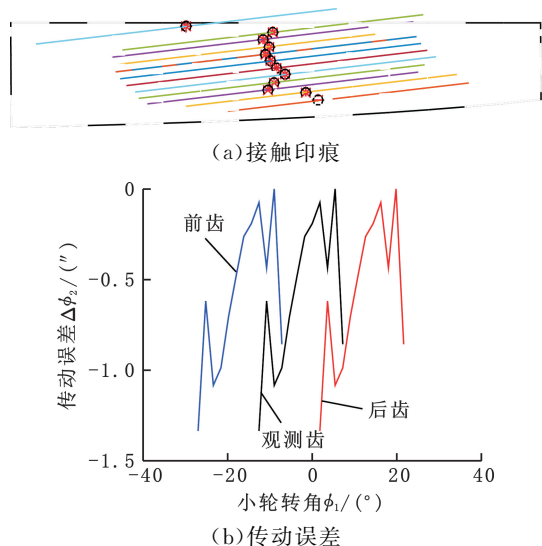 (a)接触印痕
0
前齿
-0.5
传动误差Δϕ₂/(″)
-1.0
后齿
观测齿
-1.5
-40 -20 0 20 40
小轮转角ϕ₁/(°)
(b)传动误差